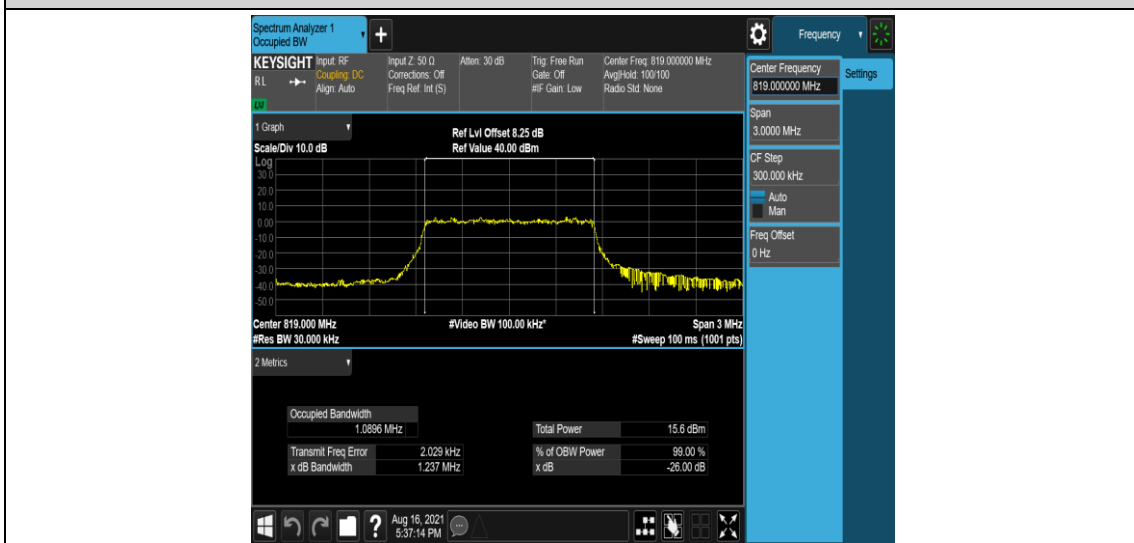 Spectrum Analyzer 1
Occupied BW
+
Frequency
KEYSIGHT
RL
LXI
Input: RF
Coupling: DC
Align: Auto
Input Z: 50 Ω
Corrections: Off
Freq Ref: Int (S)
Atten: 30 dB
Trig: Free Run
Gate: Off
#IF Gain: Low
Center Freq: 819.000000 MHz
Avg|Hold: 100/100
Radio Std: None
Center Frequency
819.000000 MHz
Settings
Span
3.0000 MHz
CF Step
300.000 kHz
Auto
Man
Freq Offset
0 Hz
1 Graph
Scale/Div 10.0 dB
Ref Lvl Offset 8.25 dB
Ref Value 40.00 dBm
Log
30.0
20.0
10.0
0.00
-10.0
-20.0
-30.0
-40.0
-50.0
Center 819.000 MHz
#Video BW 100.00 kHz*
Span 3 MHz
#Res BW 30.000 kHz
#Sweep 100 ms (1001 pts)
2 Metrics
Occupied Bandwidth
1.0896 MHz
Total Power 15.6 dBm
Transmit Freq Error 2.029 kHz
% of OBW Power 99.00 %
x dB Bandwidth 1.237 MHz
x dB -26.00 dB
?
Aug 16, 2021
5:37:14 PM